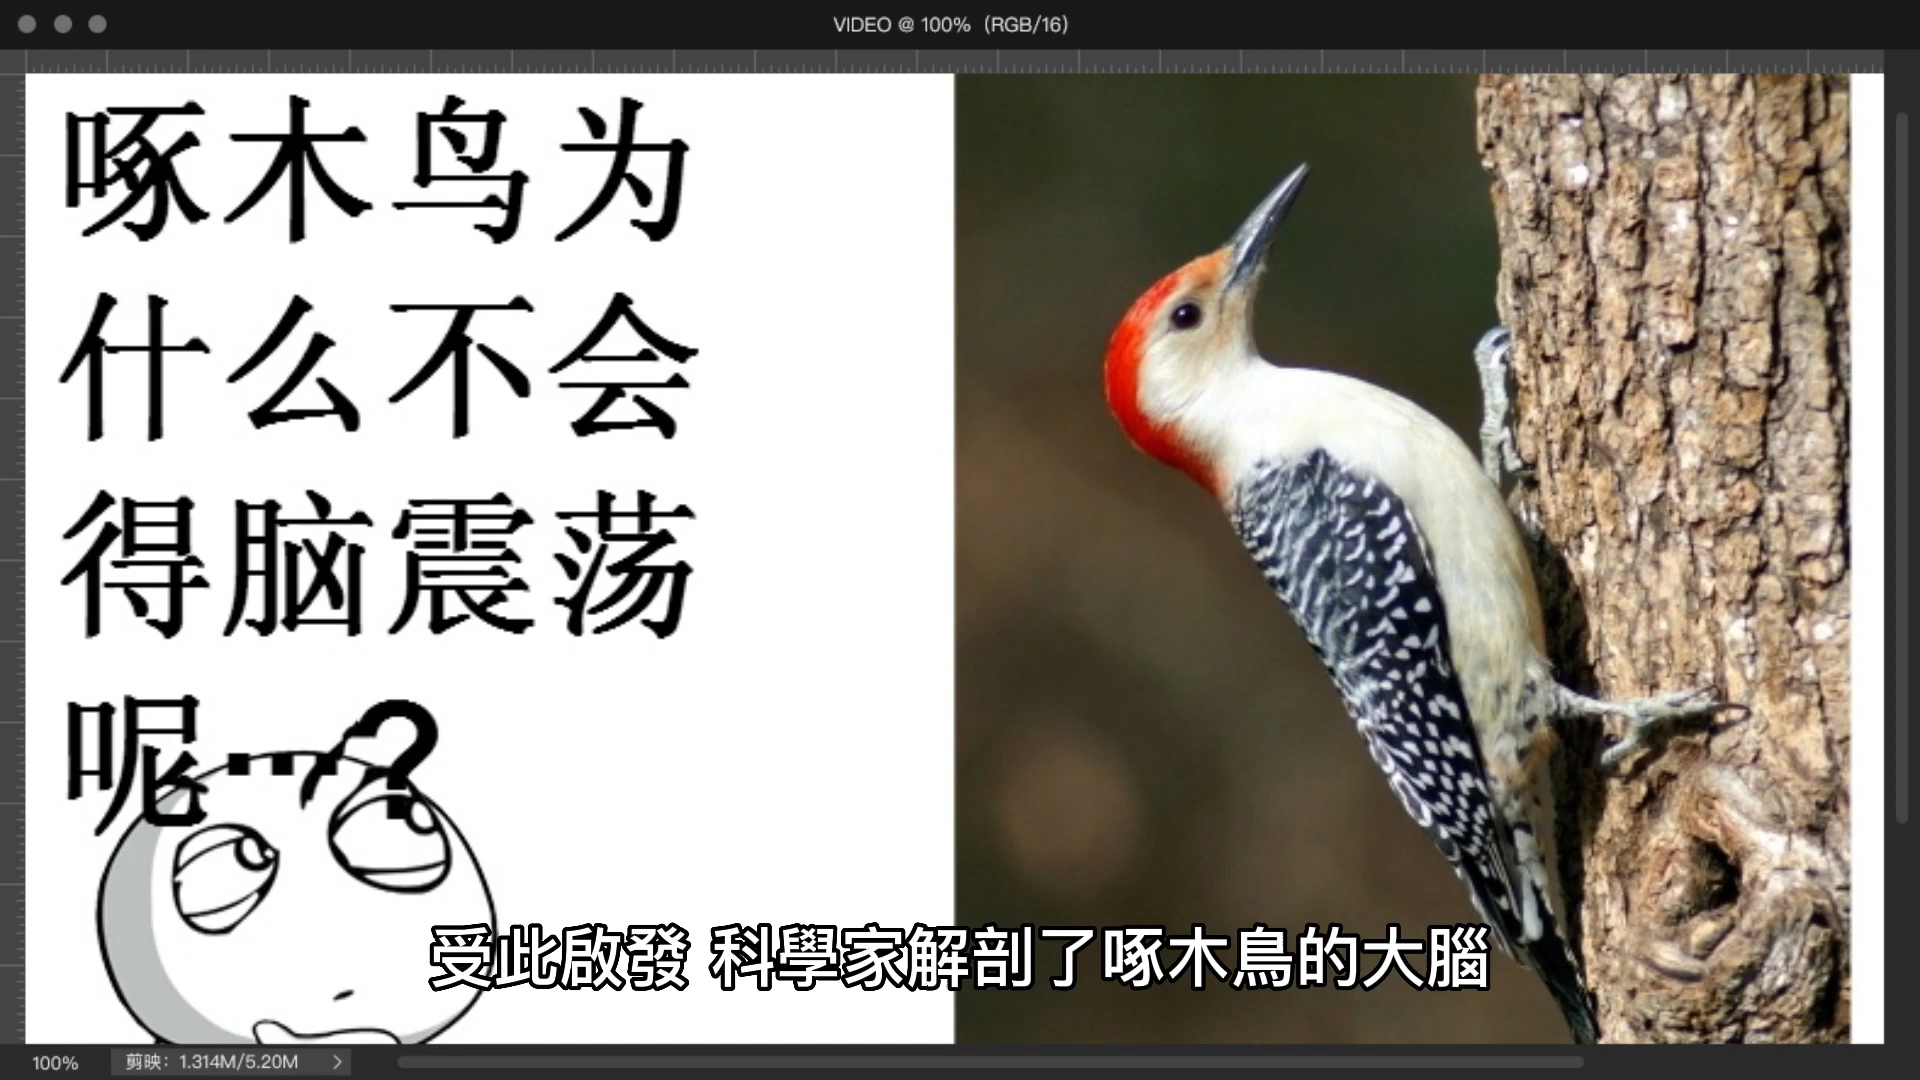 VIDEO @ 100%（RGB/16）
啄木鸟为
什么不会
得脑震荡
呢…?
受此啟發 科學家解剖了啄木鳥的大腦
100%
剪映：1.314M/5.20M